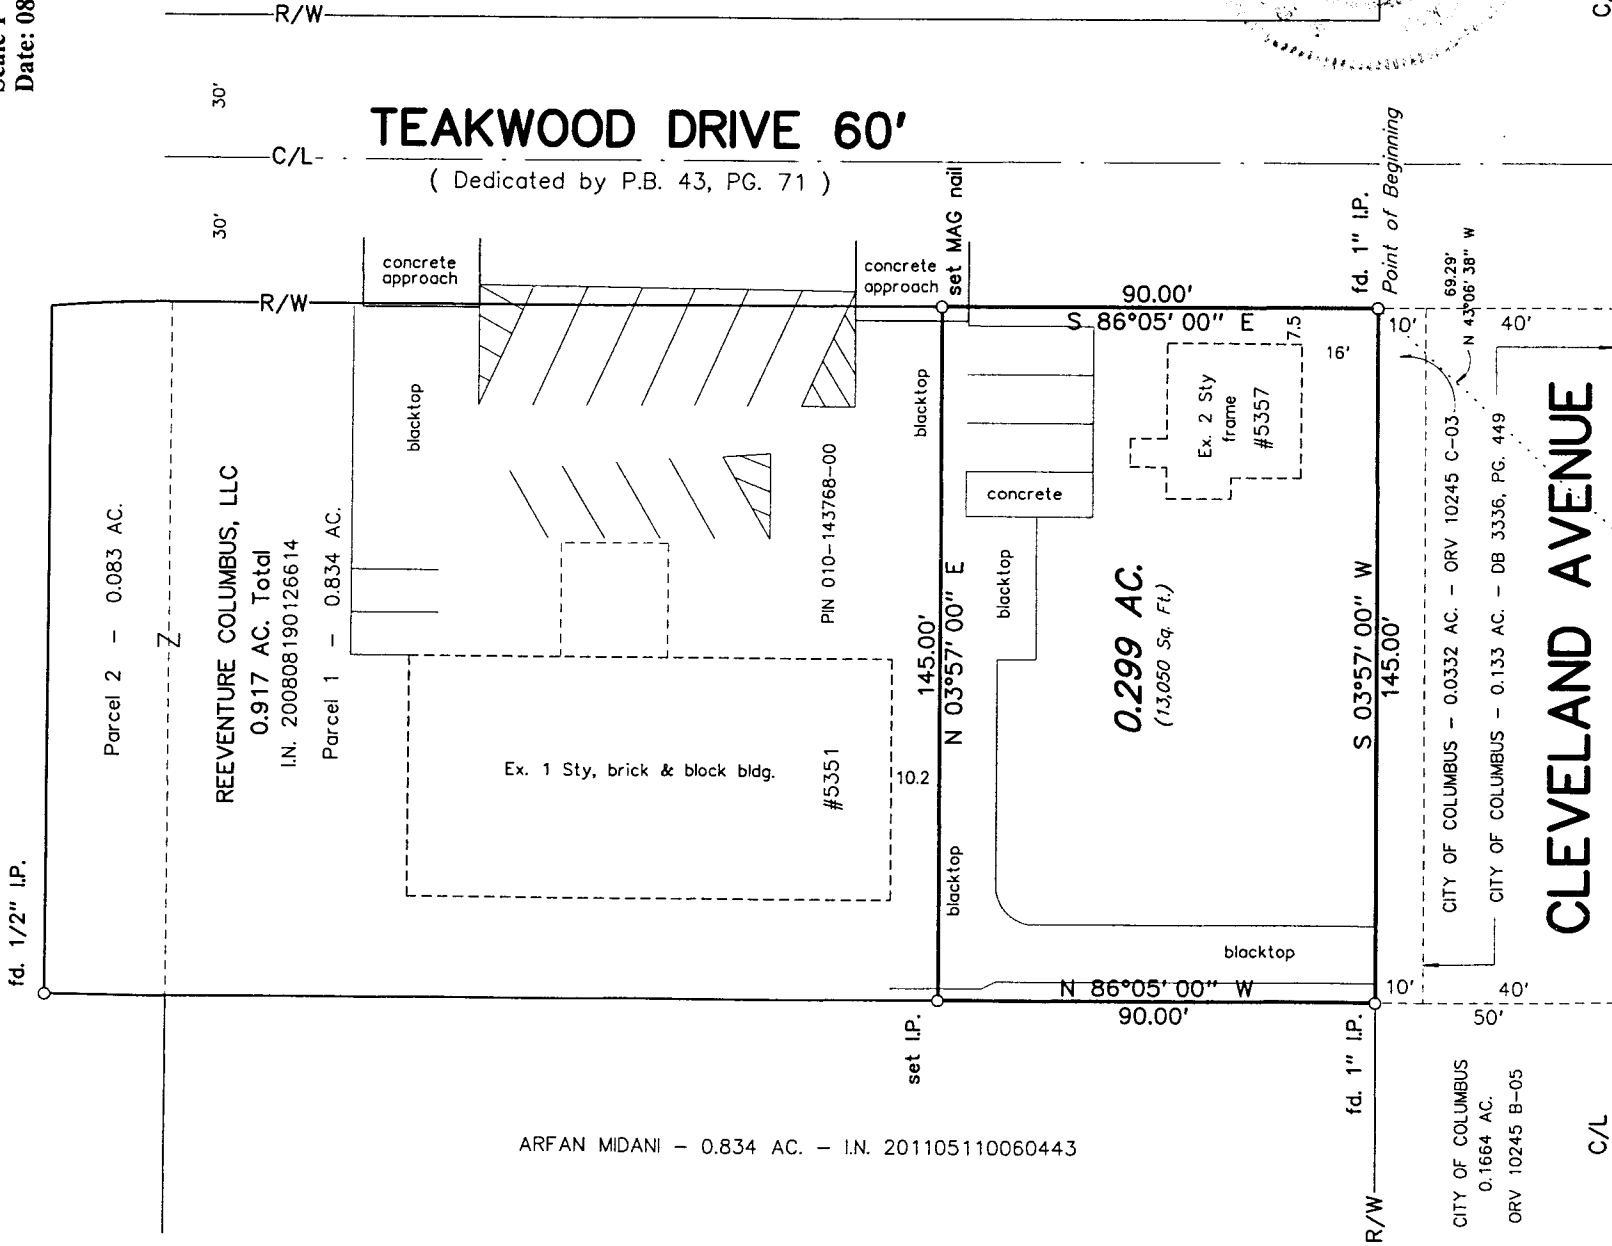 Date: 08
R/W
30'
TEAKWOOD DRIVE 60'
C/L
( Dedicated by P.B. 43, PG. 71 )
30'
R/W
concrete
approach
concrete
approach
set MAG nail
fd. 1" I.P.
Point of Beginning
90.00'
S 86°05' 00" E
7.5
16'
10'
40'
69.29'
N 43°06' 38" W
blacktop
blacktop
Ex. 2 Sty
frame
#5357
concrete
Parcel 2 - 0.083 AC.
Z
REEVENTURE COLUMBUS, LLC
0.917 AC. Total
I.N. 200808190126614
Parcel 1 - 0.834 AC.
PIN 010-143768-00
145.00'
N 03°57' 00" E
blacktop
0.299 AC.
(13,050 Sq. Ft.)
S 03°57' 00" W
145.00'
CITY OF COLUMBUS - 0.0332 AC. - ORV 10245 C-03
CITY OF COLUMBUS - 0.133 AC. - DB 3336, PG. 449
CLEVELAND AVENUE
Ex. 1 Sty, brick & block bldg.
#5351
10.2
blacktop
blacktop
fd. 1/2" I.P.
N 86°05' 00" W
90.00'
10'
40'
50'
set I.P.
fd. 1" I.P.
ARFAN MIDANI - 0.834 AC. - I.N. 201105110060443
R/W
CITY OF COLUMBUS
0.1664 AC.
ORV 10245 B-05
C/L